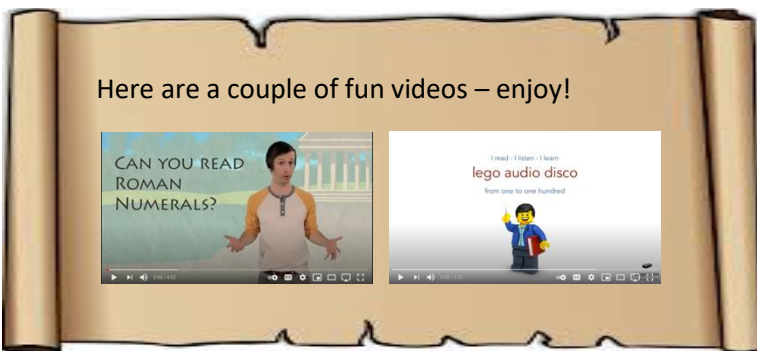 Here are a couple of fun videos – enjoy!
CAN YOU READ
ROMAN
NUMERALS?
I read - I listen - I learn
lego audio disco
from one to one hundred